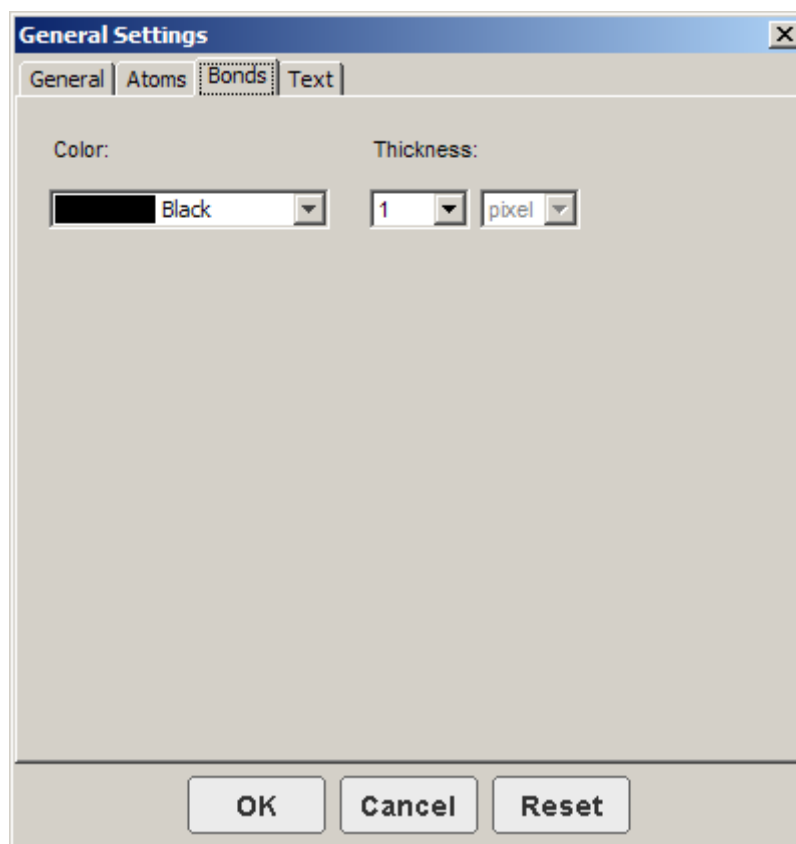 General Settings
General Atoms Bonds Text
Color: Thickness:
Black 1 pixel
OK Cancel Reset